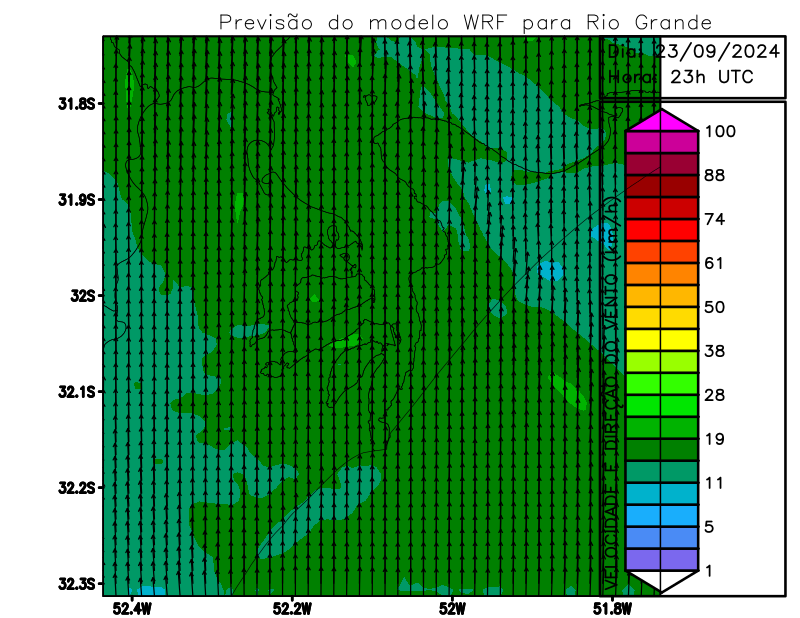 Previsão do modelo WRF para Rio Grande
Dia: 23/09/2024
Hora: 23h UTC
VELOCIDADE E DIREÇÃO DO VENTO (km/h)
100
88
74
61
50
38
28
19
11
5
1
31.8S
31.9S
32S
32.1S
32.2S
32.3S
52.4W
52.2W
52W
51.8W